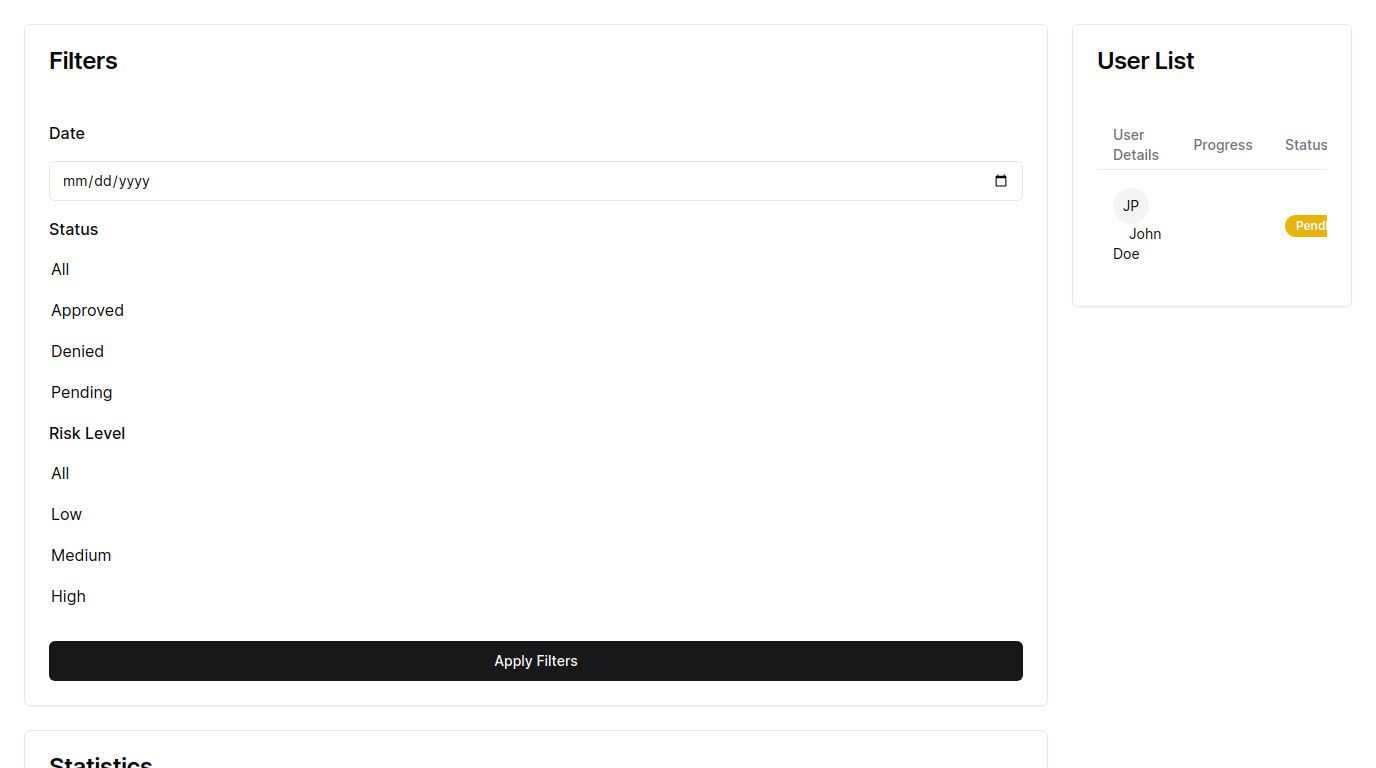 Filters
Date
mm/dd/yyyy
Status
All
Approved
Denied
Pending
Risk Level
All
Low
Medium
High
Apply Filters
Statistics
User List
User
Details
Progress
Status
JP
John
Doe
Pendi